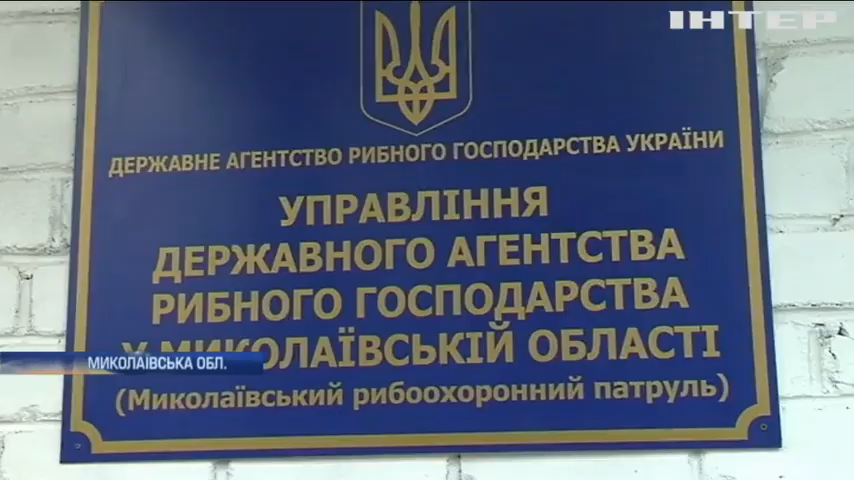 ІНТЕР
ДЕРЖАВНЕ АГЕНТСТВО РИБНОГО ГОСПОДАРСТВА УКРАЇНИ
УПРАВЛІННЯ
ДЕРЖАВНОГО АГЕНТСТВА
РИБНОГО ГОСПОДАРСТВА
У МИКОЛАЇВСЬКІЙ ОБЛАСТІ
МИКОЛАЇВСЬКА ОБЛ.
(Миколаївський рибоохоронний патруль)